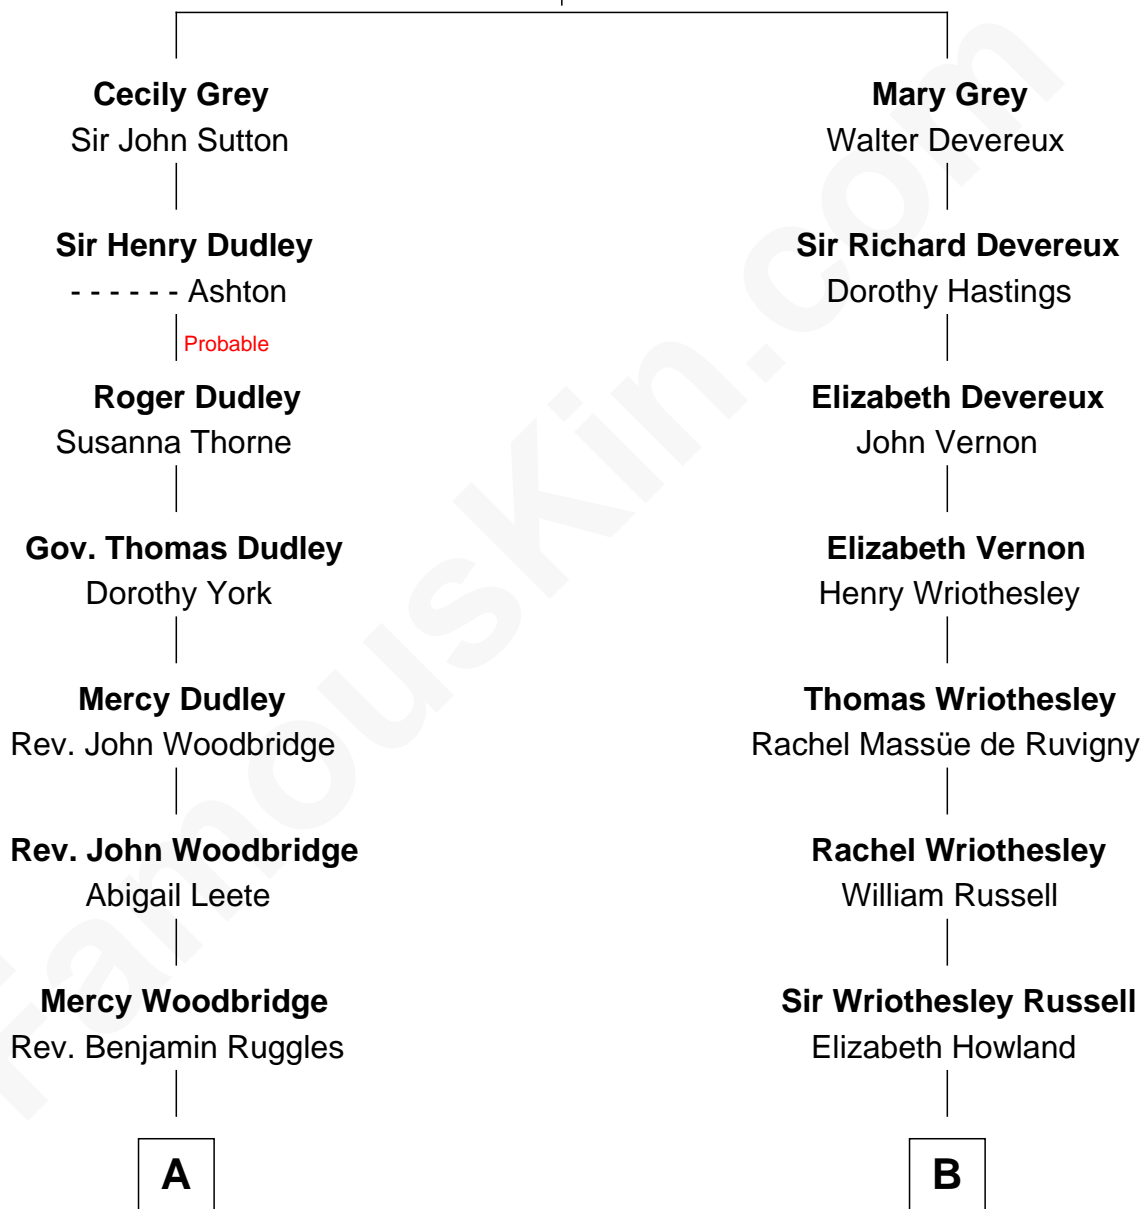 Cecily Grey
Sir John Sutton
Sir Henry Dudley
- - - - - - Ashton
Probable
Roger Dudley
Susanna Thorne
Gov. Thomas Dudley
Dorothy York
Mercy Dudley
Rev. John Woodbridge
Rev. John Woodbridge
Abigail Leete
Mercy Woodbridge
Rev. Benjamin Ruggles
A
Mary Grey
Walter Devereux
Sir Richard Devereux
Dorothy Hastings
Elizabeth Devereux
John Vernon
Elizabeth Vernon
Henry Wriothesley
Thomas Wriothesley
Rachel Massüe de Ruvigny
Rachel Wriothesley
William Russell
Sir Wriothesley Russell
Elizabeth Howland
B
FamousKin.com